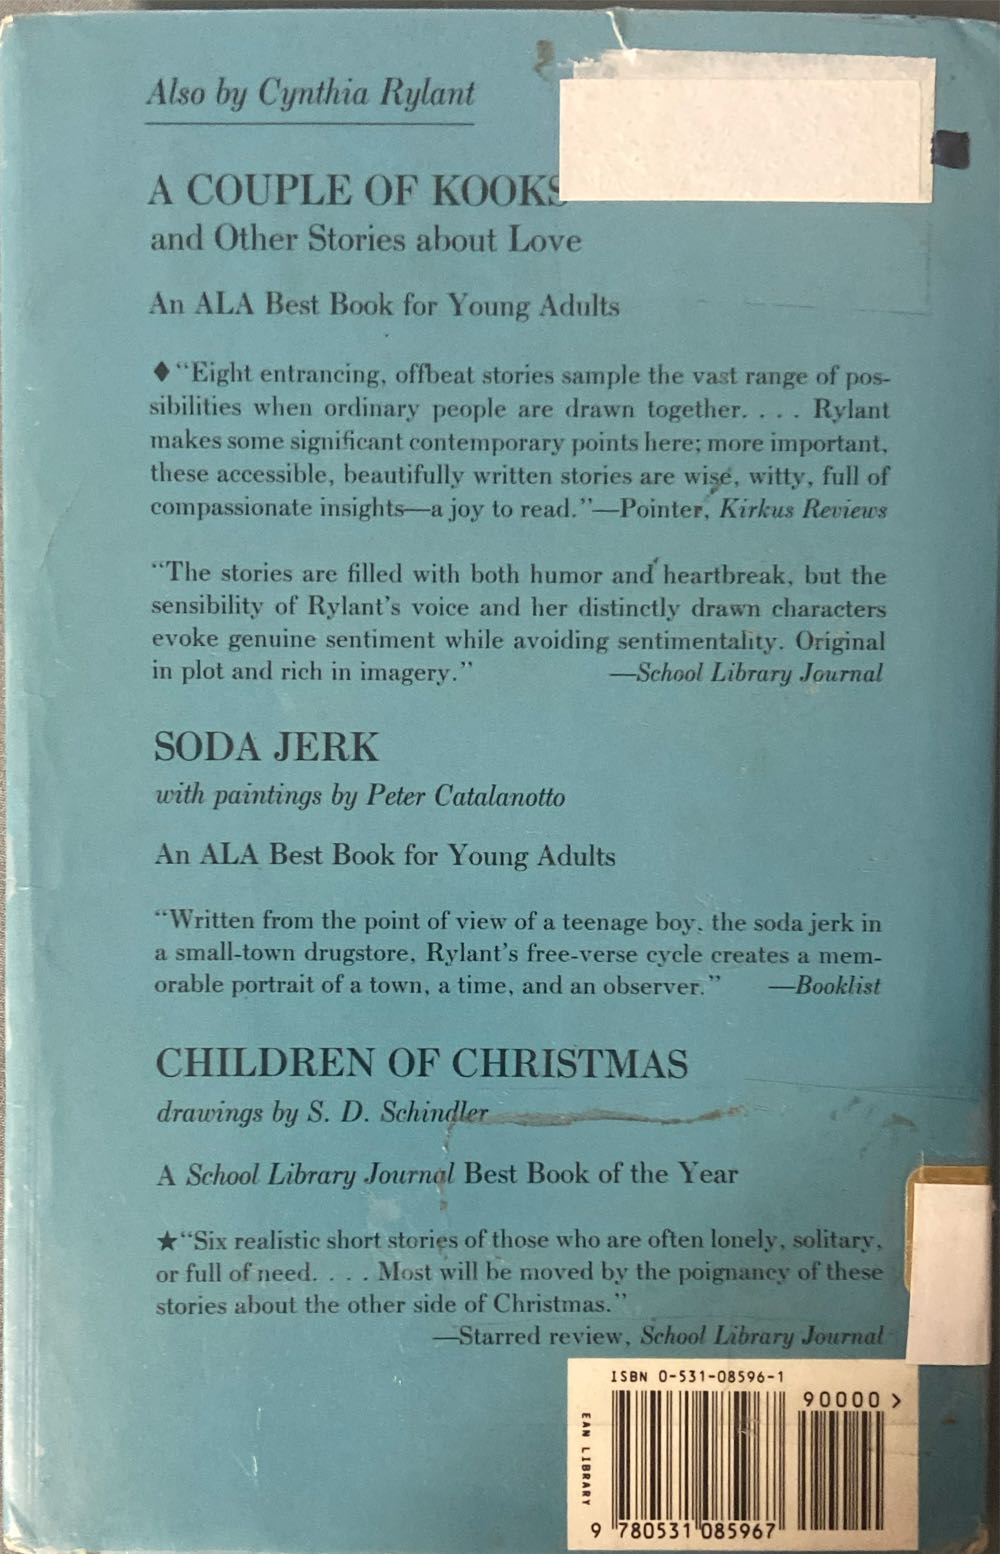 Also by Cynthia Rylant
A COUPLE OF KOOKS
and Other Stories about Love
An ALA Best Book for Young Adults
♦“Eight entrancing, offbeat stories sample the vast range of pos-
sibilities when ordinary people are drawn together. . . . Rylant
makes some significant contemporary points here; more important,
these accessible, beautifully written stories are wise, witty, full of
compassionate insights—a joy to read.”—Pointer, Kirkus Reviews
“The stories are filled with both humor and heartbreak, but the
sensibility of Rylant’s voice and her distinctly drawn characters
evoke genuine sentiment while avoiding sentimentality. Original
in plot and rich in imagery.” —School Library Journal
SODA JERK
with paintings by Peter Catalanotto
An ALA Best Book for Young Adults
“Written from the point of view of a teenage boy, the soda jerk in
a small-town drugstore, Rylant’s free-verse cycle creates a mem-
orable portrait of a town, a time, and an observer.” —Booklist
CHILDREN OF CHRISTMAS
drawings by S. D. Schindler
A School Library Journal Best Book of the Year
★“Six realistic short stories of those who are often lonely, solitary,
or full of need. . . . Most will be moved by the poignancy of these
stories about the other side of Christmas.”
—Starred review, School Library Journal
ISBN 0-531-08596-1
90000 >
EAN LIBRARY
9 780531 085967